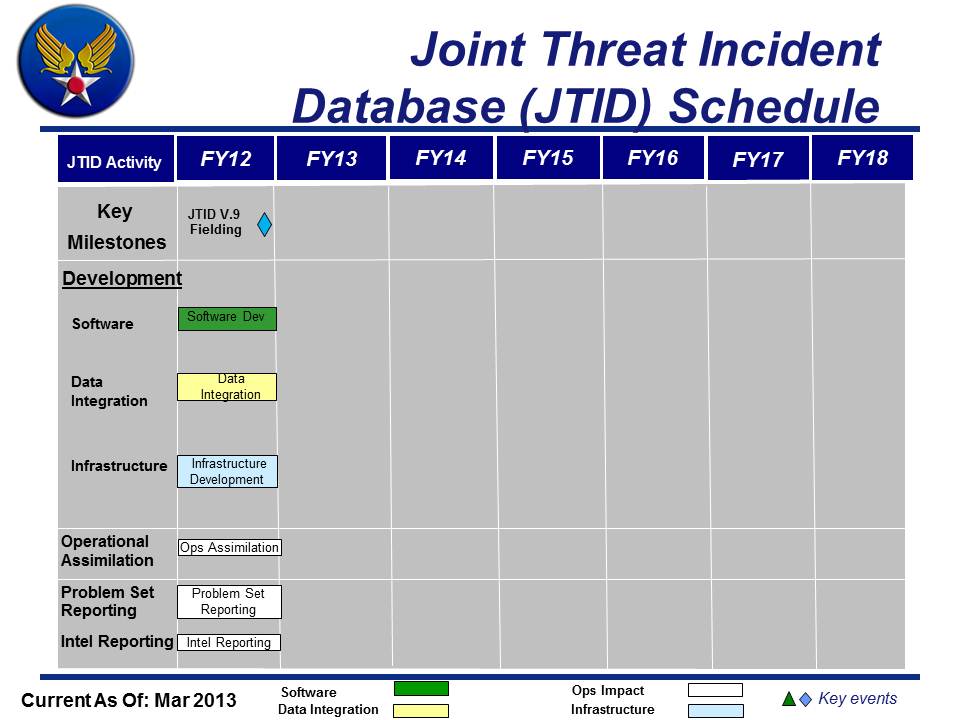 Joint Threat Incident
Database (JTID) Schedule
JTID Activity FY12 FY13 FY14 FY15 FY16 FY17 FY18
Key
Milestones
JTID V.9
Fielding
Development
Software
Software Dev
Data
Integration
Data
Integration
Infrastructure
Infrastructure
Development
Operational
Assimilation
Ops Assimilation
Problem Set
Reporting
Problem Set
Reporting
Intel Reporting
Intel Reporting
Current As Of: Mar 2013
Software
Data Integration
Ops Impact
Infrastructure
Key events